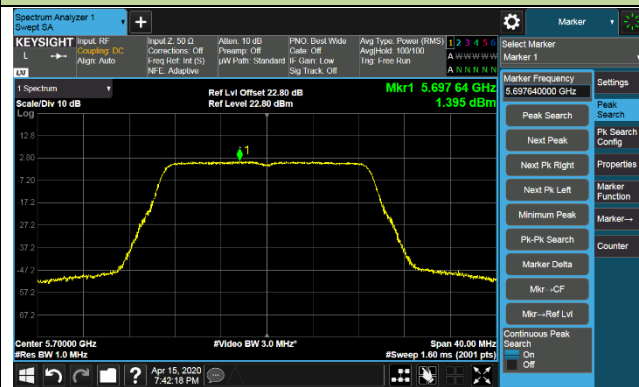 Spectrum Analyzer 1
Swept SA
Marker
KEYSIGHT
Input: RF
Coupling: DC
Align: Auto
Input Z: 50 Ω
Corrections: Off
Freq Ref: Int (S)
NFE: Adaptive
Atten: 10 dB
Preamp: Off
µW Path: Standard
PNO: Best Wide
Gate: Off
IF Gain: Low
Sig Track: Off
Avg Type: Power (RMS)
Avg|Hold: 100/100
Trig: Free Run
1 2 3 4 5 6
A W W W W W
A N N N N N
LXI
Select Marker
Marker 1
1 Spectrum
Scale/Div 10 dB
Log
Ref Lvl Offset 22.80 dB
Ref Level 22.80 dBm
Mkr1 5.697 64 GHz
1.395 dBm
12.8
2.80
-7.20
-17.2
-27.2
-37.2
-47.2
-57.2
-67.2
1
Center 5.70000 GHz
#Res BW 1.0 MHz
#Video BW 3.0 MHz*
Span 40.00 MHz
#Sweep 1.60 ms (2001 pts)
Marker Frequency
5.697640000 GHz
Peak Search
Next Peak
Next Pk Right
Next Pk Left
Minimum Peak
Pk-Pk Search
Marker Delta
Mkr→CF
Mkr→Ref Lvl
Continuous Peak
Search
On
Off
Settings
Peak
Search
Pk Search
Config
Properties
Marker
Function
Marker→
Counter
Apr 15, 2020
7:42:18 PM